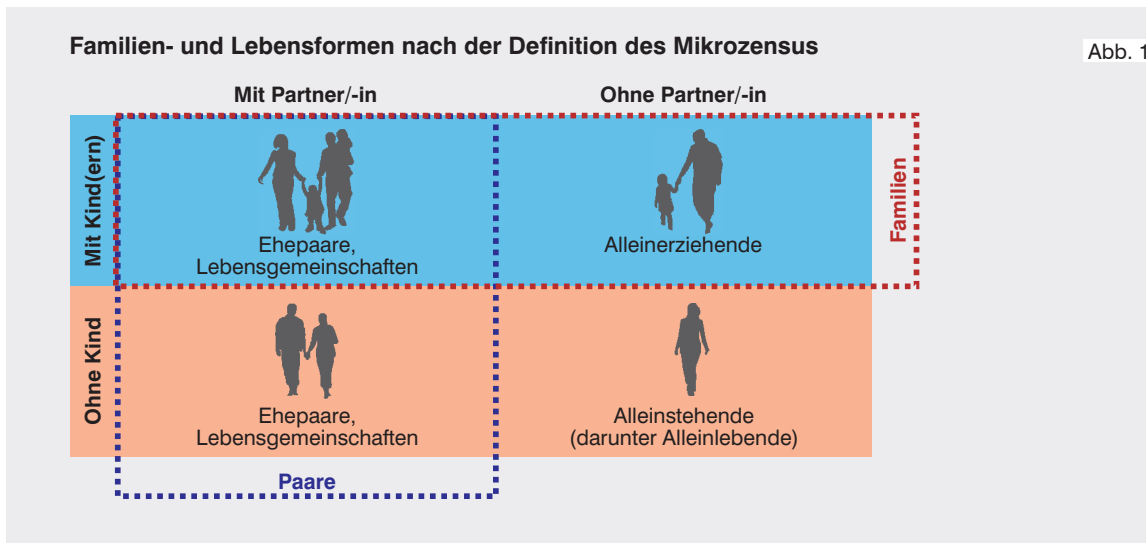 Familien- und Lebensformen nach der Definition des Mikrozensus
Abb. 1
Mit Partner/-in
Ohne Partner/-in
Mit Kind(ern)
Ehepaare,
Lebensgemeinschaften
Alleinerziehende
Familien
Ohne Kind
Ehepaare,
Lebensgemeinschaften
Alleinstehende
(darunter Alleinlebende)
Paare